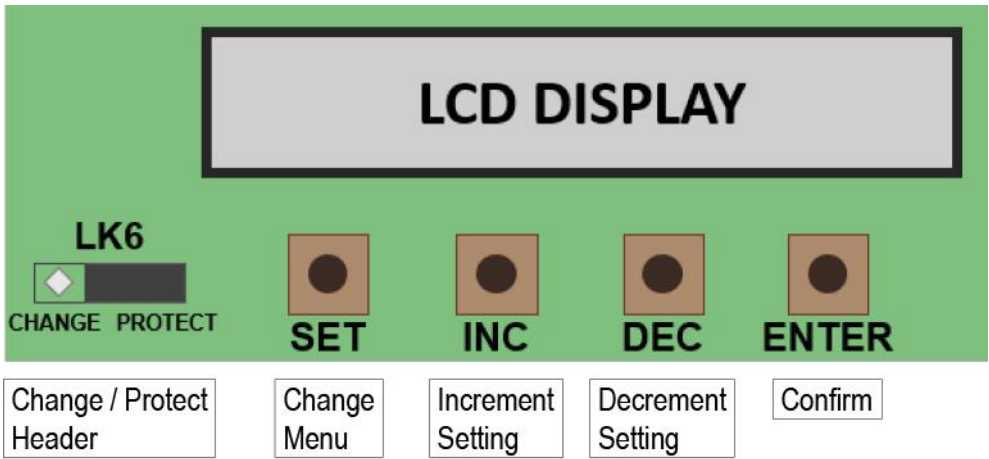 LCD DISPLAY
LK6
CHANGE PROTECT
SET
INC
DEC
ENTER
Change / Protect
Header
Change
Menu
Increment
Setting
Decrement
Setting
Confirm